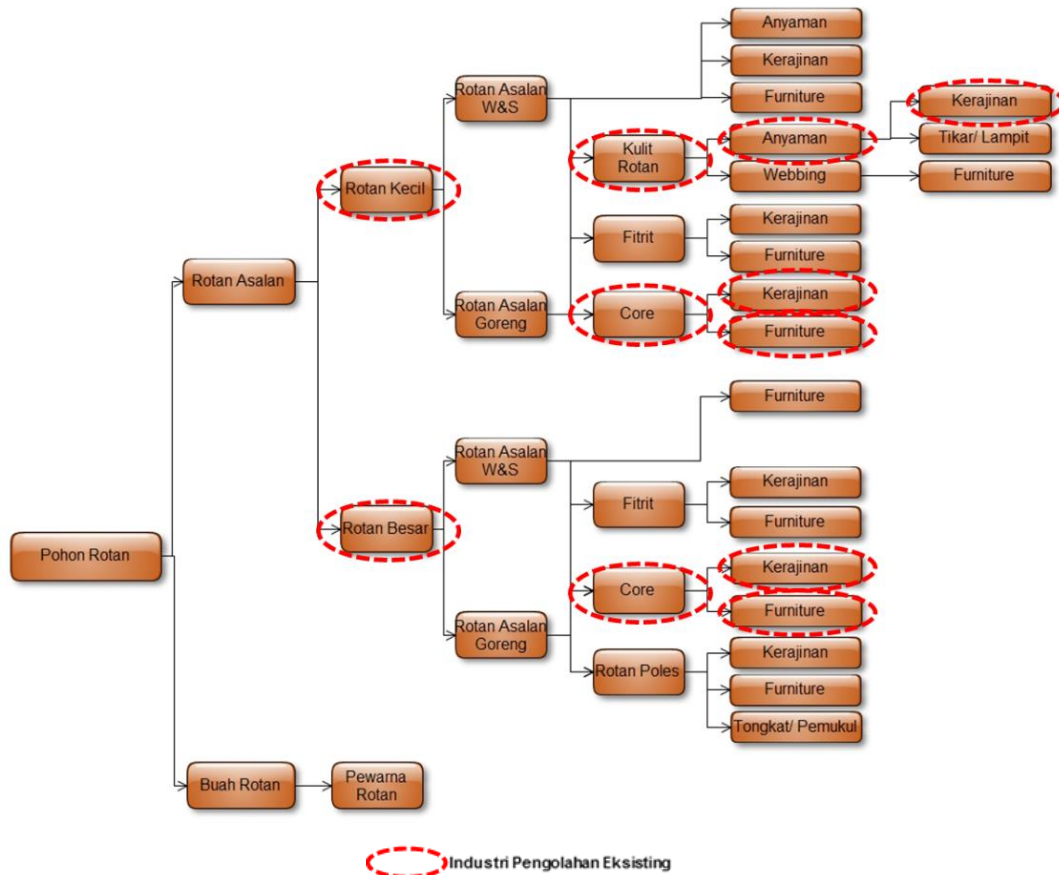 Pohon Rotan
Rotan Asalan
Rotan Kecil
Rotan Asalan
W&S
Anyaman
Kerajinan
Furniture
Kulit
Rotan
Anyaman
Kerajinan
Tikar/ Lampit
Webbing
Furniture
Fitrit
Kerajinan
Furniture
Rotan Asalan
Goreng
Core
Kerajinan
Furniture
Rotan Besar
Rotan Asalan
W&S
Furniture
Fitrit
Kerajinan
Furniture
Core
Kerajinan
Furniture
Rotan Asalan
Goreng
Rotan Poles
Kerajinan
Furniture
Tongkat/ Pemukul
Buah Rotan
Pewarna
Rotan
Industri Pengolahan Eksisting